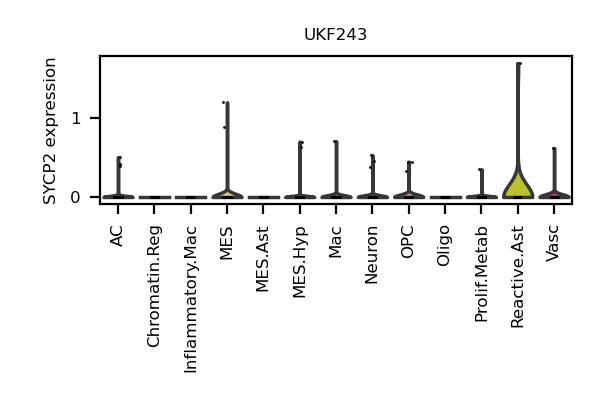 UKF243
SYCP2 expression
1
0
AC
Chromatin.Reg
Inflammatory.Mac
MES
MES.Ast
MES.Hyp
Mac
Neuron
OPC
Oligo
Prolif.Metab
Reactive.Ast
Vasc